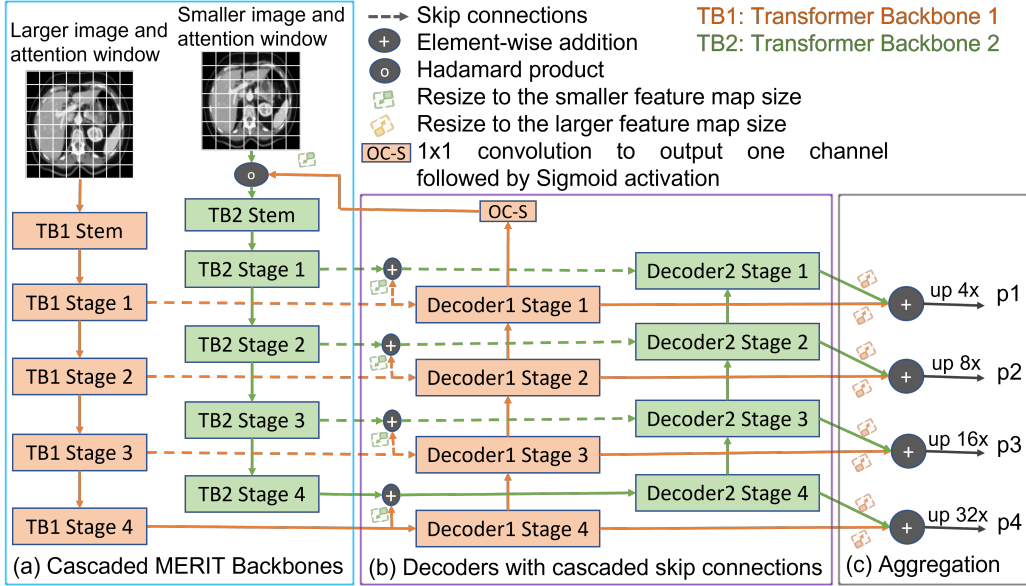 Larger image and
attention window
Smaller image and
attention window
Skip connections
+ Element-wise addition
o Hadamard product
Resize to the smaller feature map size
Resize to the larger feature map size
OC-S 1x1 convolution to output one channel
followed by Sigmoid activation
TB1: Transformer Backbone 1
TB2: Transformer Backbone 2
o
TB1 Stem
TB1 Stage 1
TB1 Stage 2
TB1 Stage 3
TB1 Stage 4
TB2 Stem
TB2 Stage 1
TB2 Stage 2
TB2 Stage 3
TB2 Stage 4
(a) Cascaded MERIT Backbones
OC-S
+
+
+
+
Decoder1 Stage 1
Decoder1 Stage 2
Decoder1 Stage 3
Decoder1 Stage 4
Decoder2 Stage 1
Decoder2 Stage 2
Decoder2 Stage 3
Decoder2 Stage 4
(b) Decoders with cascaded skip connections
+ up 4x p1
+ up 8x p2
+ up 16x p3
+ up 32x p4
(c) Aggregation